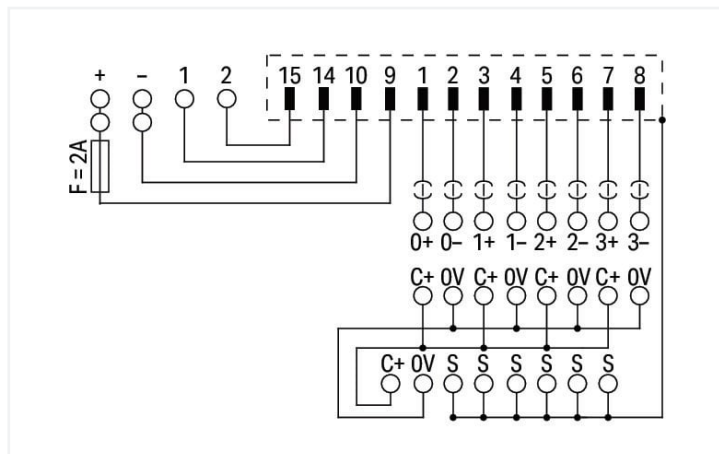 + – 1 2 15 14 10 9 1 2 3 4 5 6 7 8
F = 2A
0+ 0– 1+ 1– 2+ 2– 3+ 3–
C+ 0V C+ 0V C+ 0V C+ 0V
C+ 0V S S S S S S